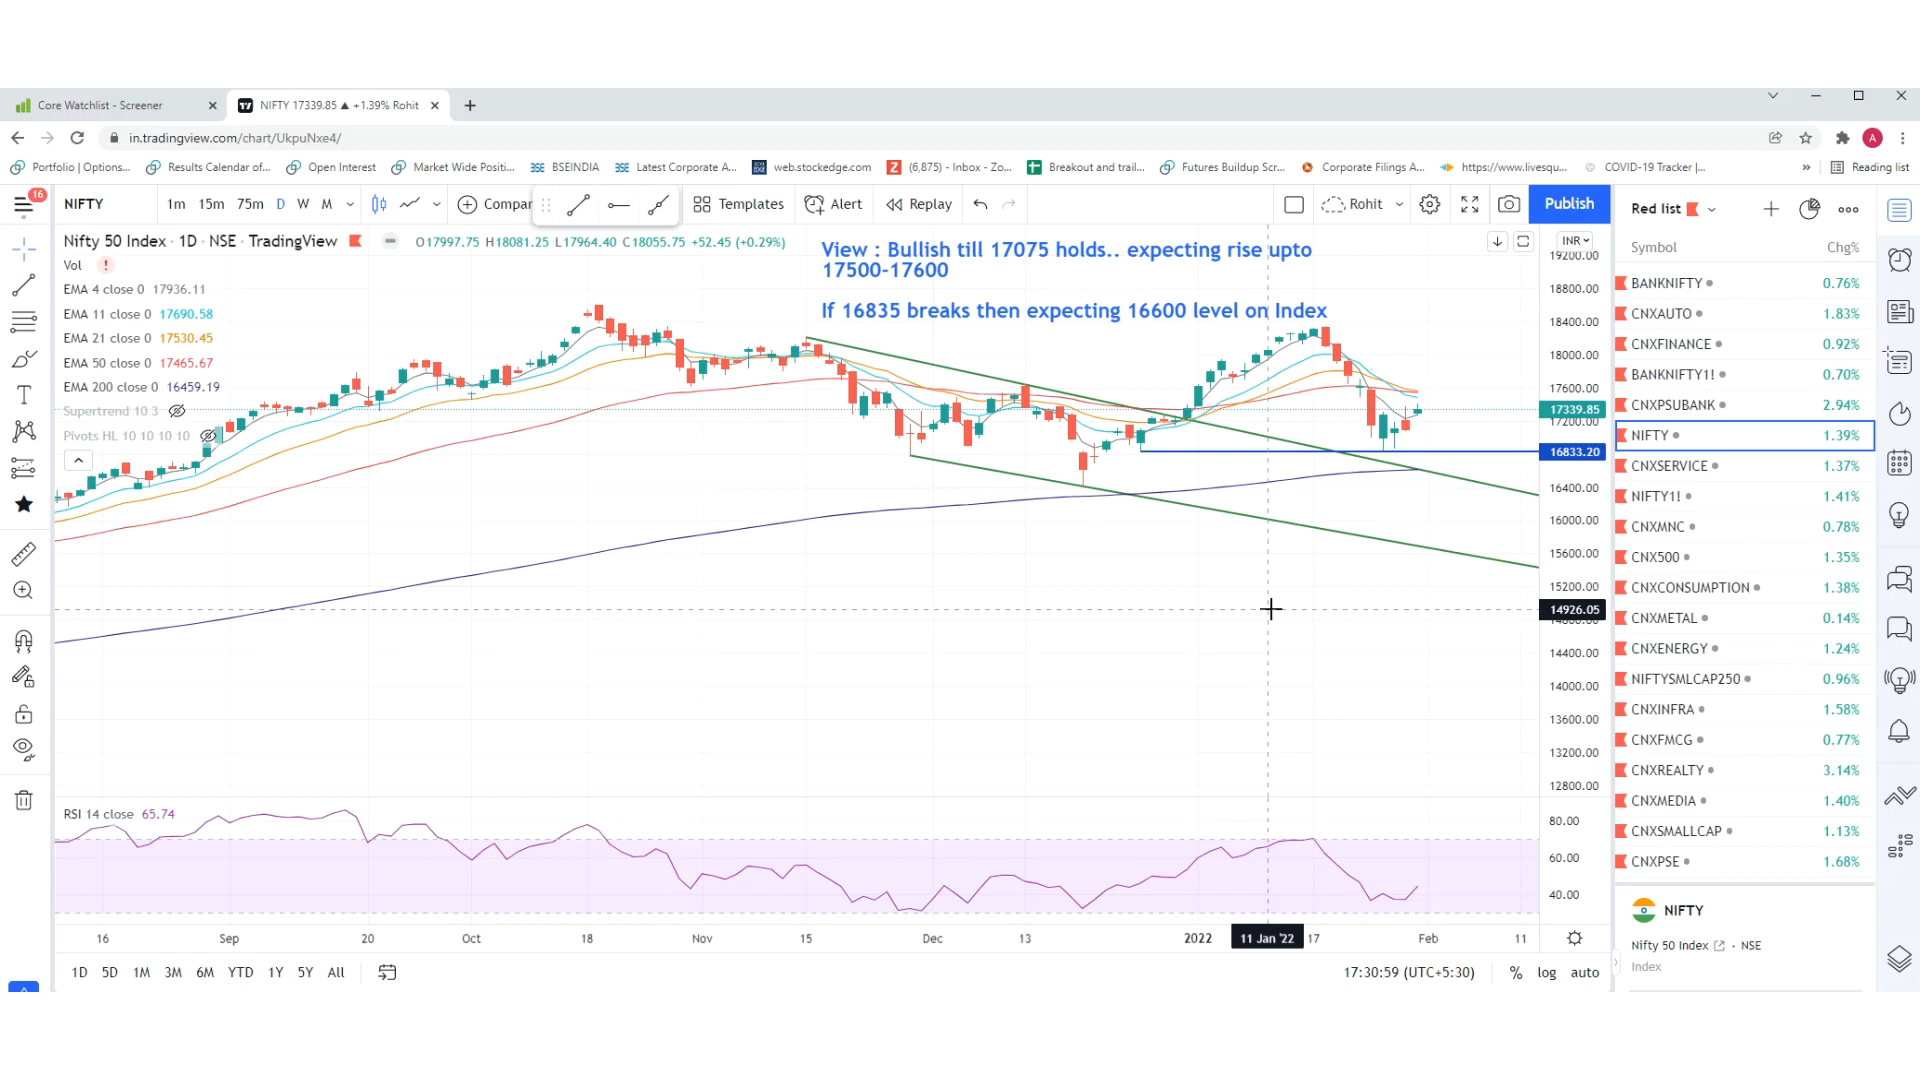 Core Watchlist - Screener
NIFTY 17339.85 ▲ +1.39% Rohit
in.tradingview.com/chart/UkpuNxe4/
A
Portfolio | Options...
Results Calendar of...
Open Interest
Market Wide Positi...
BSEINDIA
Latest Corporate A...
web.stockedge.com
(6,875) - Inbox - Zo...
Breakout and trail...
Futures Buildup Scr...
Corporate Filings A...
https://www.livesqu...
COVID-19 Tracker |...
Reading list
16
NIFTY
1m 15m 75m D W M
Compar
Templates
Alert
Replay
Rohit
Publish
Red list
Nifty 50 Index · 1D · NSE · TradingView
O17997.75 H18081.25 L17964.40 C18055.75 +52.45 (+0.29%)
Vol
EMA 4 close 0 17936.11
EMA 11 close 0 17690.58
EMA 21 close 0 17530.45
EMA 50 close 0 17465.67
EMA 200 close 0 16459.19
Supertrend 10 3
Pivots HL 10 10 10 10
View : Bullish till 17075 holds.. expecting rise upto
17500-17600
If 16835 breaks then expecting 16600 level on Index
INR
19200.00
18800.00
18400.00
18000.00
17600.00
17339.85
17200.00
16833.20
16400.00
16000.00
15600.00
15200.00
14926.05
14800.00
14400.00
14000.00
13600.00
13200.00
12800.00
RSI 14 close 65.74
80.00
60.00
40.00
16 Sep 20 Oct 18 Nov 15 Dec 13 2022 11 Jan '22 17 Feb 11
1D 5D 1M 3M 6M YTD 1Y 5Y All
17:30:59 (UTC+5:30)
% log auto
Symbol Chg%
BANKNIFTY 0.76%
CNXAUTO 1.83%
CNXFINANCE 0.92%
BANKNIFTY1! 0.70%
CNXPSUBANK 2.94%
NIFTY 1.39%
CNXSERVICE 1.37%
NIFTY1! 1.41%
CNXMNC 0.78%
CNX500 1.35%
CNXCONSUMPTION 1.38%
CNXMETAL 0.14%
CNXENERGY 1.24%
NIFTYSMLCAP250 0.96%
CNXINFRA 1.58%
CNXFMCG 0.77%
CNXREALTY 3.14%
CNXMEDIA 1.40%
CNXSMALLCAP 1.13%
CNXPSE 1.68%
NIFTY
Nifty 50 Index · NSE
Index